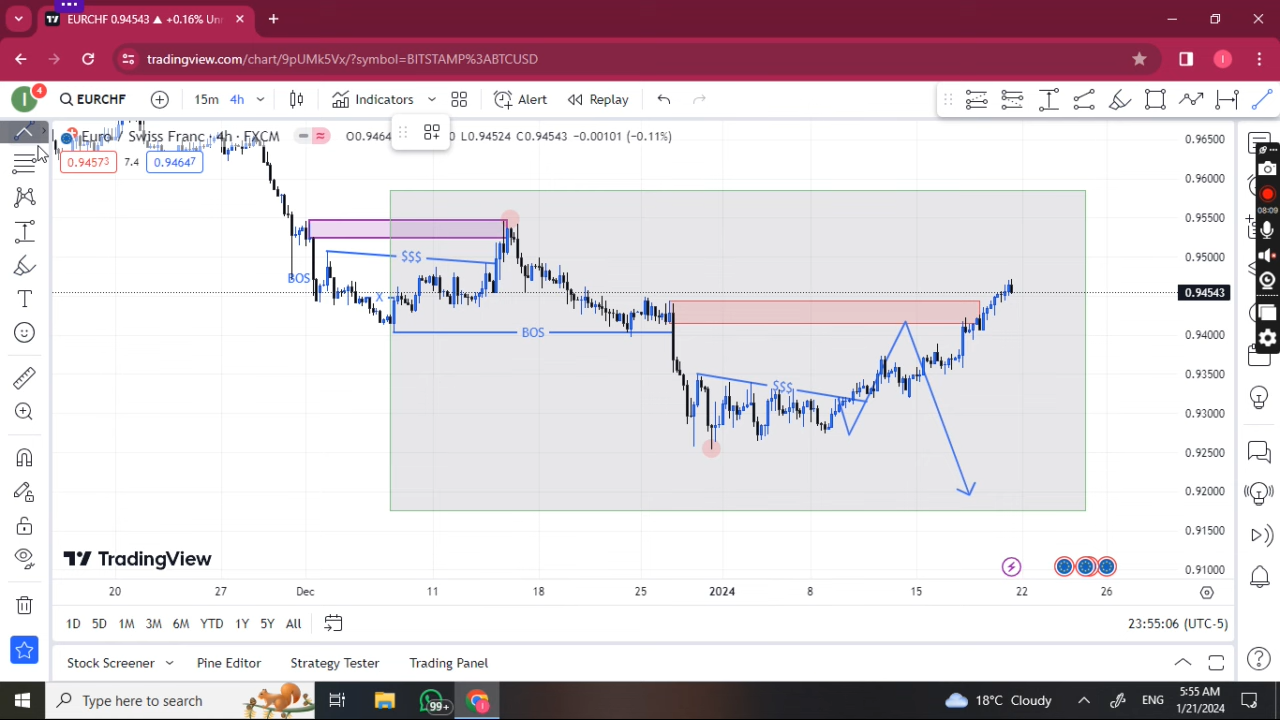 EURCHF 0.94543 ▲ +0.16% Un
tradingview.com/chart/9pUMk5Vx/?symbol=BITSTAMP%3ABTCUSD
I
I 4
EURCHF 15m 4h Indicators Alert Replay
Euro / Swiss Franc · 4h · FXCM L0.94524 C0.94543 −0.00101 (−0.11%)
0.94573 7.4 0.94647
0.96500
0.96000
0.95500
0.95000
0.94543
0.94000
0.93500
0.93000
0.92500
0.92000
0.91500
0.91000
08:09
$$$
BOS
X
BOS
$$$
TradingView
20 27 Dec 11 18 25 2024 8 15 22 26
1D 5D 1M 3M 6M YTD 1Y 5Y All 23:55:06 (UTC-5)
Stock Screener Pine Editor Strategy Tester Trading Panel
Type here to search 99+ 18°C Cloudy ENG 5:55 AM
1/21/2024